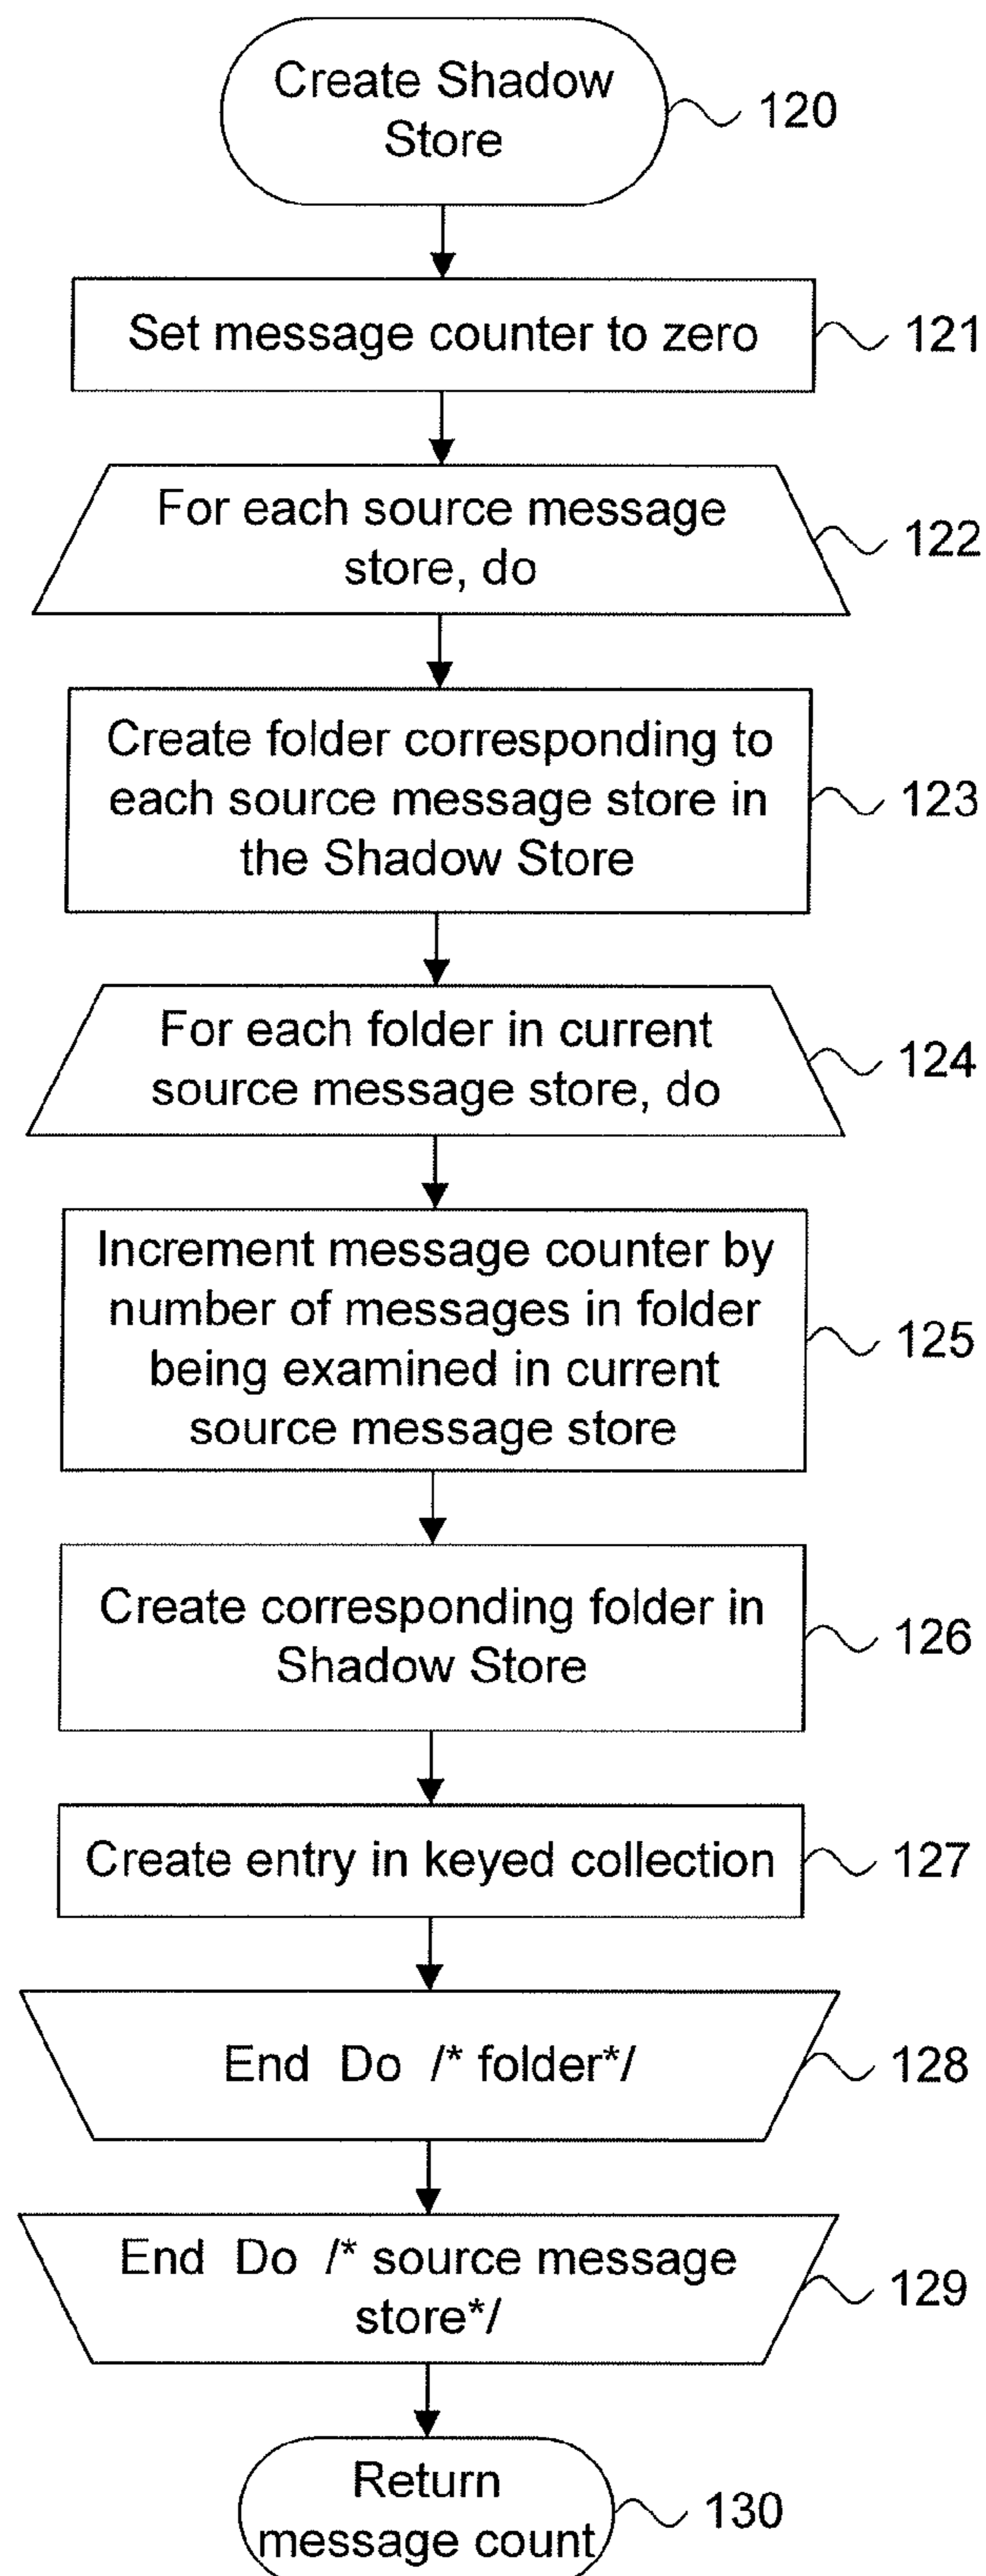 Create Shadow
Store
120
Set message counter to zero
121
For each source message
store, do
122
Create folder corresponding to
each source message store in
the Shadow Store
123
For each folder in current
source message store, do
124
Increment message counter by
number of messages in folder
being examined in current
source message store
125
Create corresponding folder in
Shadow Store
126
Create entry in keyed collection
127
End Do /* folder*/
128
End Do /* source message
store*/
129
Return
message count
130